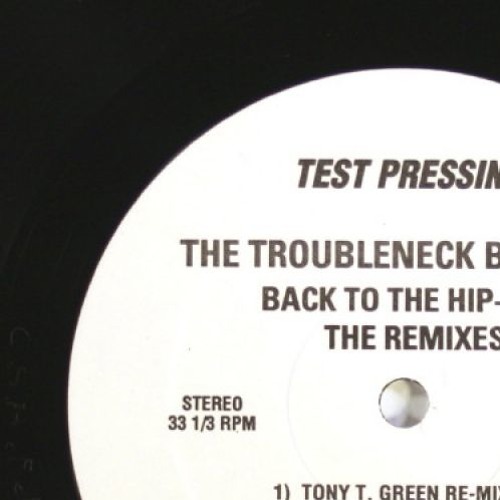 TEST PRESSIN
THE TROUBLENECK B
BACK TO THE HIP-
THE REMIXES
STEREO
33 1/3 RPM
1) TONY T. GREEN RE-MI